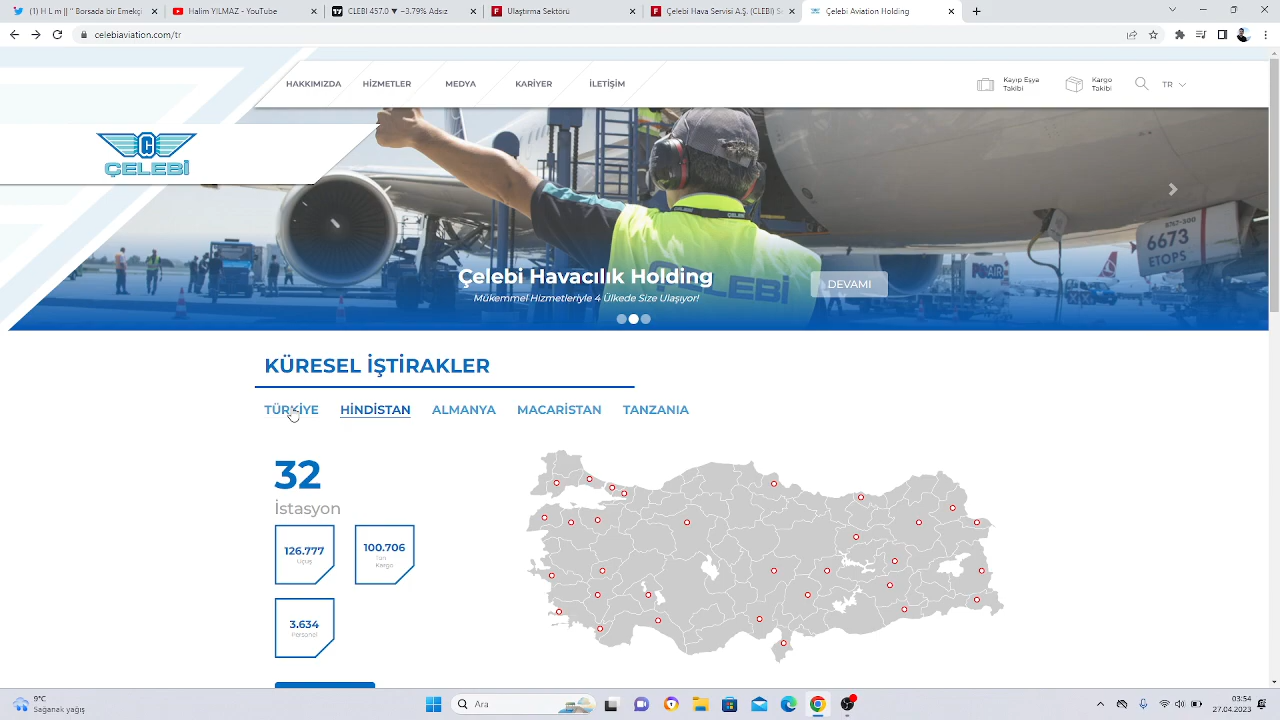 (1) H L m || " Borsada bir Emekçi
Halim YILMAZ - YouTube
CLEBI 457.0 ▼ −3.79% Adsız
Ulaştırma Sektörü
Çelebi Hava Servisi A.Ş. (CLEBI) S
Çelebi Aviation Holding
celebiaviation.com/tr
HAKKIMIZDA
HİZMETLER
MEDYA
KARİYER
İLETİŞİM
Kayıp Eşya
Takibi
Kargo
Takibi
TR
ÇELEBİ
ÇELEBİ
ÇELEBİ
6673
ETOPS
Çelebi Havacılık Holding
Mükemmel Hizmetleriyle 4 Ülkede Size Ulaşıyor!
DEVAMI
KÜRESEL İŞTİRAKLER
TÜRKİYE HİNDİSTAN ALMANYA MACARİSTAN TANZANIA
32
İstasyon
126.777
Uçuş
100.706
Ton
Kargo
3.634
Personel
9°C
Sağanak yağış
Ara
03:54
27.04.2023